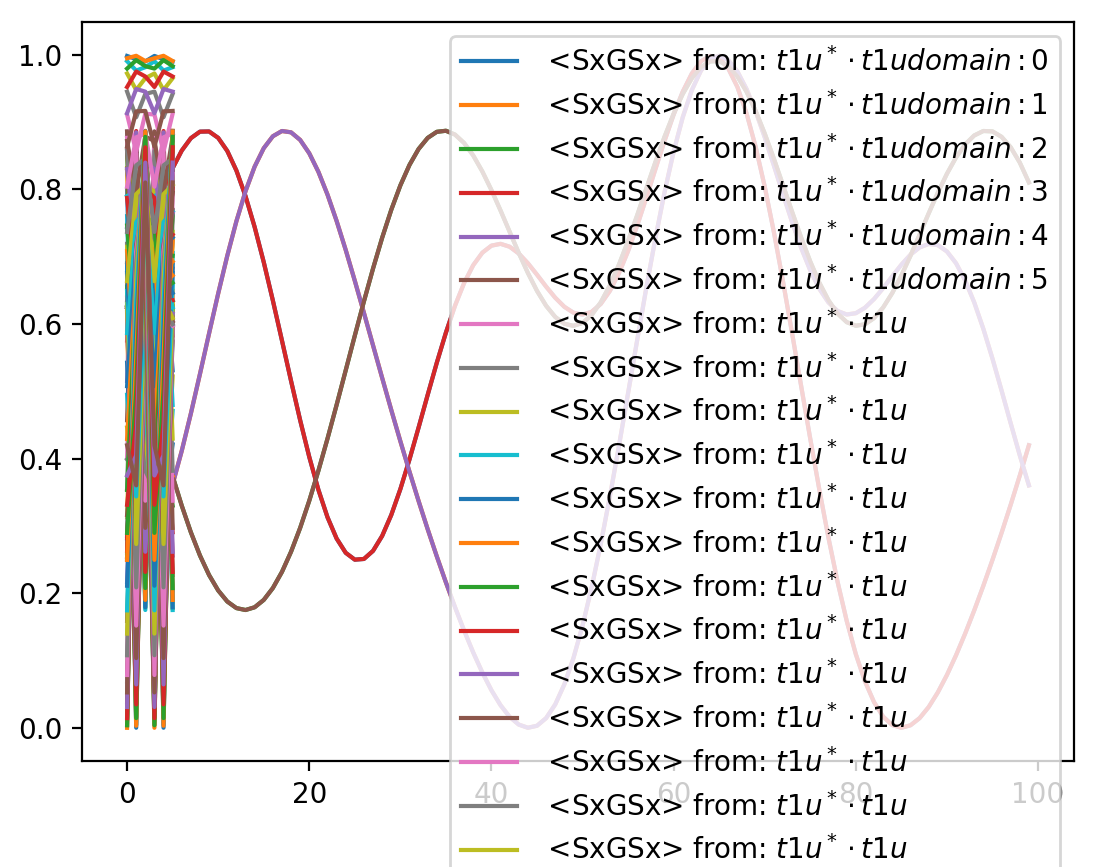 1.0
0.8
0.6
0.4
0.2
0.0
0 20 40 60 80 100
<SxGSx> from: t1u* · t1udomain : 0
<SxGSx> from: t1u* · t1udomain : 1
<SxGSx> from: t1u* · t1udomain : 2
<SxGSx> from: t1u* · t1udomain : 3
<SxGSx> from: t1u* · t1udomain : 4
<SxGSx> from: t1u* · t1udomain : 5
<SxGSx> from: t1u* · t1u
<SxGSx> from: t1u* · t1u
<SxGSx> from: t1u* · t1u
<SxGSx> from: t1u* · t1u
<SxGSx> from: t1u* · t1u
<SxGSx> from: t1u* · t1u
<SxGSx> from: t1u* · t1u
<SxGSx> from: t1u* · t1u
<SxGSx> from: t1u* · t1u
<SxGSx> from: t1u* · t1u
<SxGSx> from: t1u* · t1u
<SxGSx> from: t1u* · t1u
<SxGSx> from: t1u* · t1u